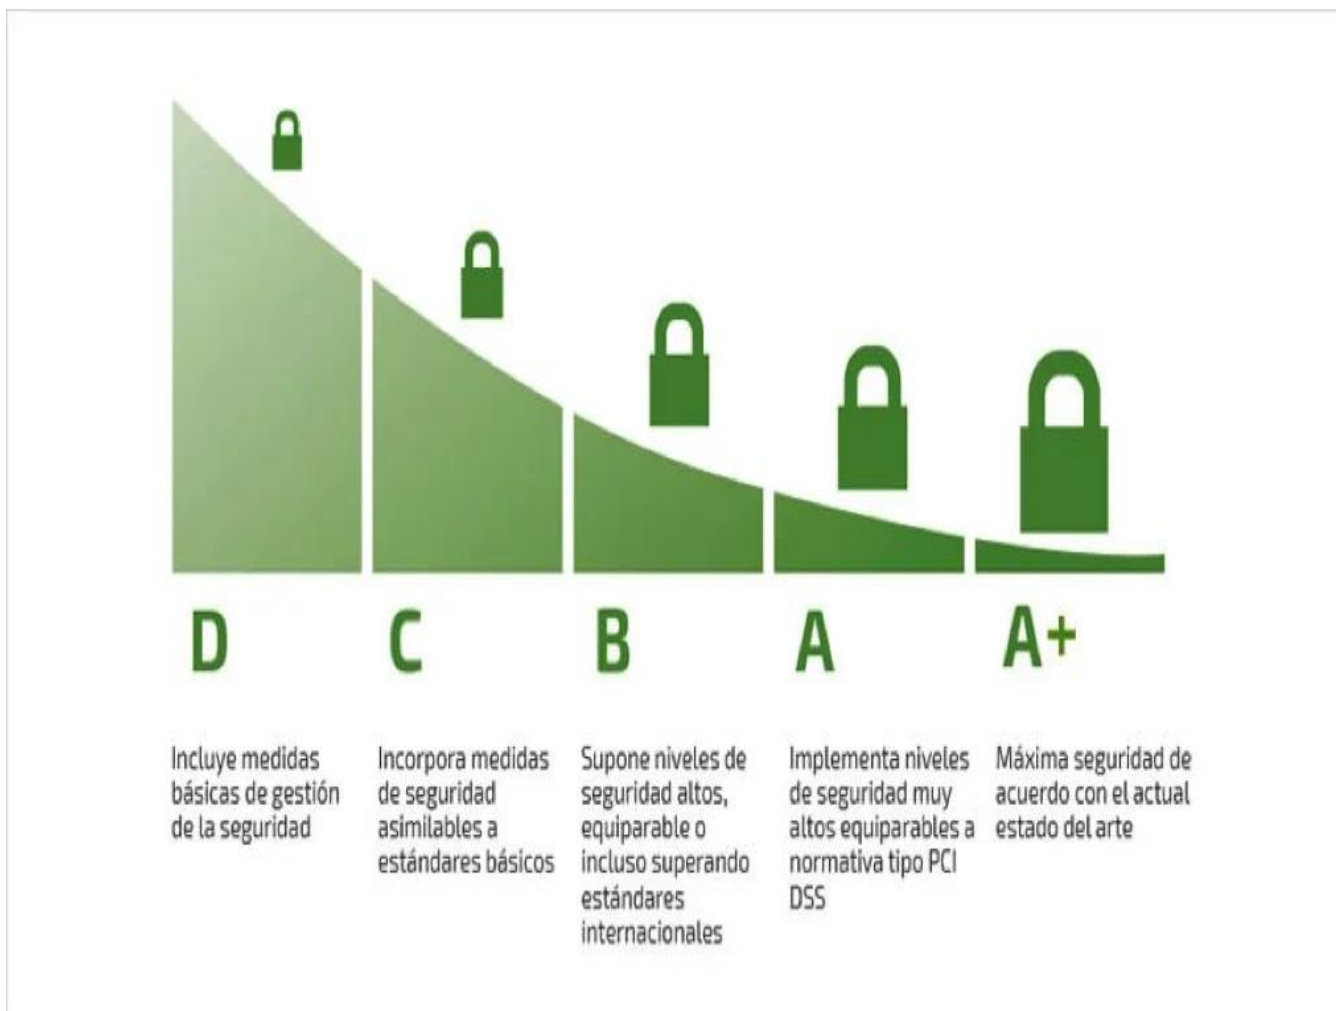 D
C
B
A
A+
Incluye medidas
básicas de gestión
de la seguridad
Incorpora medidas
de seguridad
asimilables a
estándares básicos
Supone niveles de
seguridad altos,
equiparable o
incluso superando
estándares
internacionales
Implementa niveles
de seguridad muy
altos equiparables a
normativa tipo PCI
DSS
Máxima seguridad de
acuerdo con el actual
estado del arte